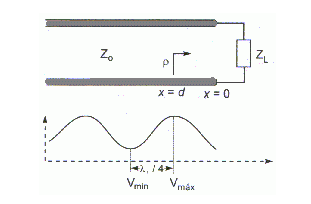 Zo
ρ
ZL
x = d
x = 0
λ / 4
Vmin
Vmáx